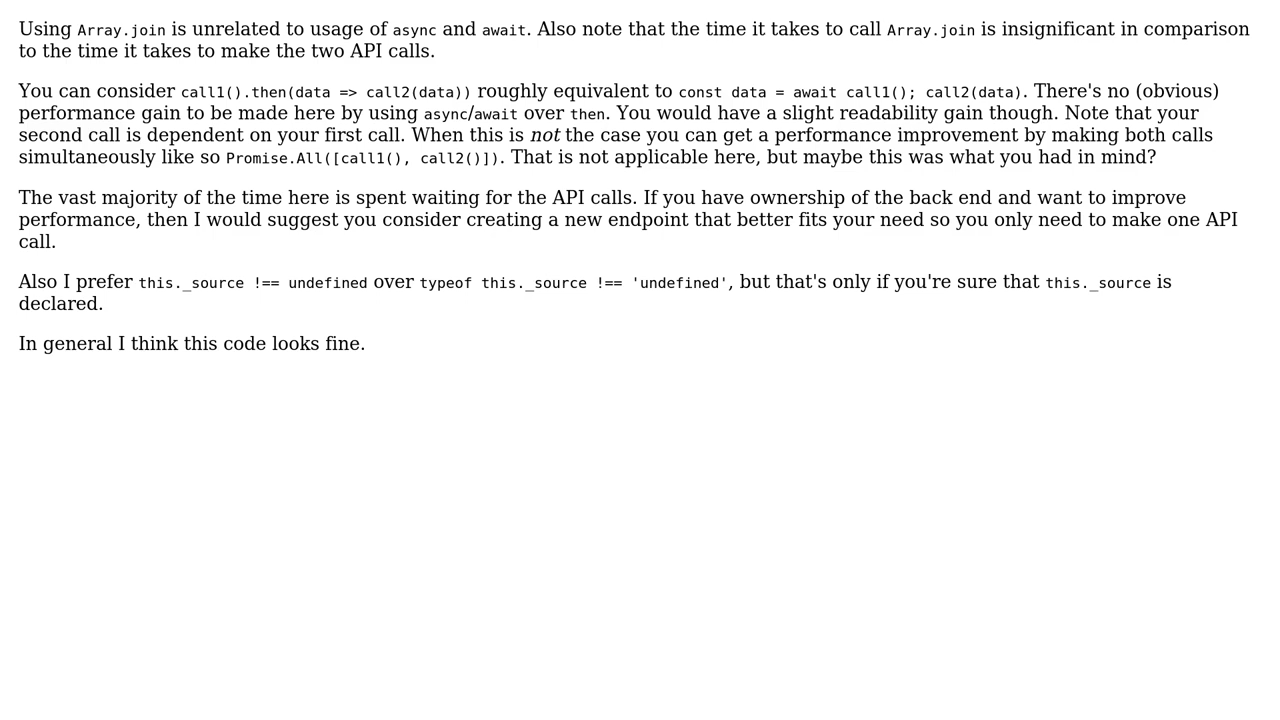 Using Array.join is unrelated to usage of async and await. Also note that the time it takes to call Array.join is insignificant in comparison
to the time it takes to make the two API calls.
You can consider call1().then(data => call2(data)) roughly equivalent to const data = await call1(); call2(data). There's no (obvious)
performance gain to be made here by using async/await over then. You would have a slight readability gain though. Note that your
second call is dependent on your first call. When this is not the case you can get a performance improvement by making both calls
simultaneously like so Promise.All([call1(), call2()]). That is not applicable here, but maybe this was what you had in mind?
The vast majority of the time here is spent waiting for the API calls. If you have ownership of the back end and want to improve
performance, then I would suggest you consider creating a new endpoint that better fits your need so you only need to make one API
call.
Also I prefer this._source !== undefined over typeof this._source !== 'undefined', but that's only if you're sure that this._source is
declared.
In general I think this code looks fine.